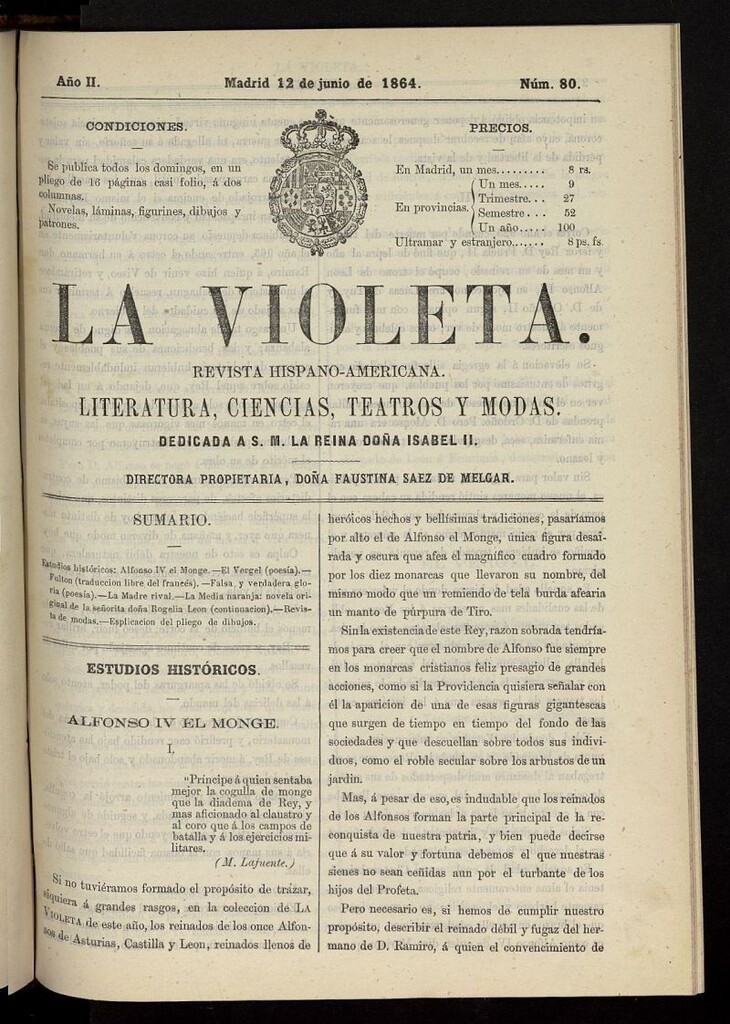 Año II.
Madrid 12 de junio de 1864.
Núm. 80.
CONDICIONES.
Se publica todos los domingos, en un
pliego de 16 páginas casi folio, á dos
columnas.
Novelas, láminas, figurines, dibujos y
patrones.
PRECIOS.
En Madrid, un mes......... 8 rs.
En provincias.
Un mes..... 9
Trimestre... 27
Semestre... 52
Un año..... 100
Ultramar y estranjero...... 8 ps. fs.
LA VIOLETA.
REVISTA HISPANO-AMERICANA.
LITERATURA, CIENCIAS, TEATROS Y MODAS.
DEDICADA A S. M. LA REINA DOÑA ISABEL II.
DIRECTORA PROPIETARIA, DOÑA FAUSTINA SAEZ DE MELGAR.
SUMARIO.
Estudios históricos: Alfonso IV el Monge.—El Vergel (poesía).—
Fulton (traduccion libre del francés).—Falsa y verdadera glo-
ria (poesía).—La Madre rival.—La Media naranja: novela ori-
ginal de la señorita doña Rogelia Leon (continuacion).—Revis-
ta de modas.—Esplicacion del pliego de dibujos.
ESTUDIOS HISTÓRICOS.
ALFONSO IV EL MONGE.
I.
"Príncipe á quien sentaba
mejor la cogulla de monge
que la diadema de Rey, y
mas aficionado al claustro y
al coro que á los campos de
batalla y á los ejercicios mi-
litares.
(M. Lafuente.)
Si no tuviéramos formado el propósito de trazar,
siquiera á grandes rasgos, en la coleccion de LA
VIOLETA de este año, los reinados de los once Alfon-
sos de Asturias, Castilla y Leon, reinados llenos de
heróicos hechos y bellísimas tradiciones, pasaríamos
por alto el de Alfonso el Monge, única figura desai-
rada y oscura que afea el magnífico cuadro formado
por los diez monarcas que llevaron su nombre, del
mismo modo que un remiendo de tela burda afearia
un manto de púrpura de Tiro.
Sin la existencia de este Rey, razon sobrada tendría-
mos para creer que el nombre de Alfonso fue siempre
en los monarcas cristianos feliz presagio de grandes
acciones, como si la Providencia quisiera señalar con
él la aparicion de una de esas figuras gigantescas
que surgen de tiempo en tiempo del fondo de las
sociedades y que descuellan sobre todos sus indivi-
duos, como el roble secular sobre los arbustos de un
jardin.
Mas, á pesar de eso, es indudable que los reinados
de los Alfonsos forman la parte principal de la re-
conquista de nuestra patria, y bien puede decirse
que á su valor y fortuna debemos el que nuestras
sienes no sean ceñidas aun por el turbante de los
hijos del Profeta.
Pero necesario es, si hemos de cumplir nuestro
propósito, describir el reinado débil y fugaz del her-
mano de D. Ramiro, á quien el convencimiento de